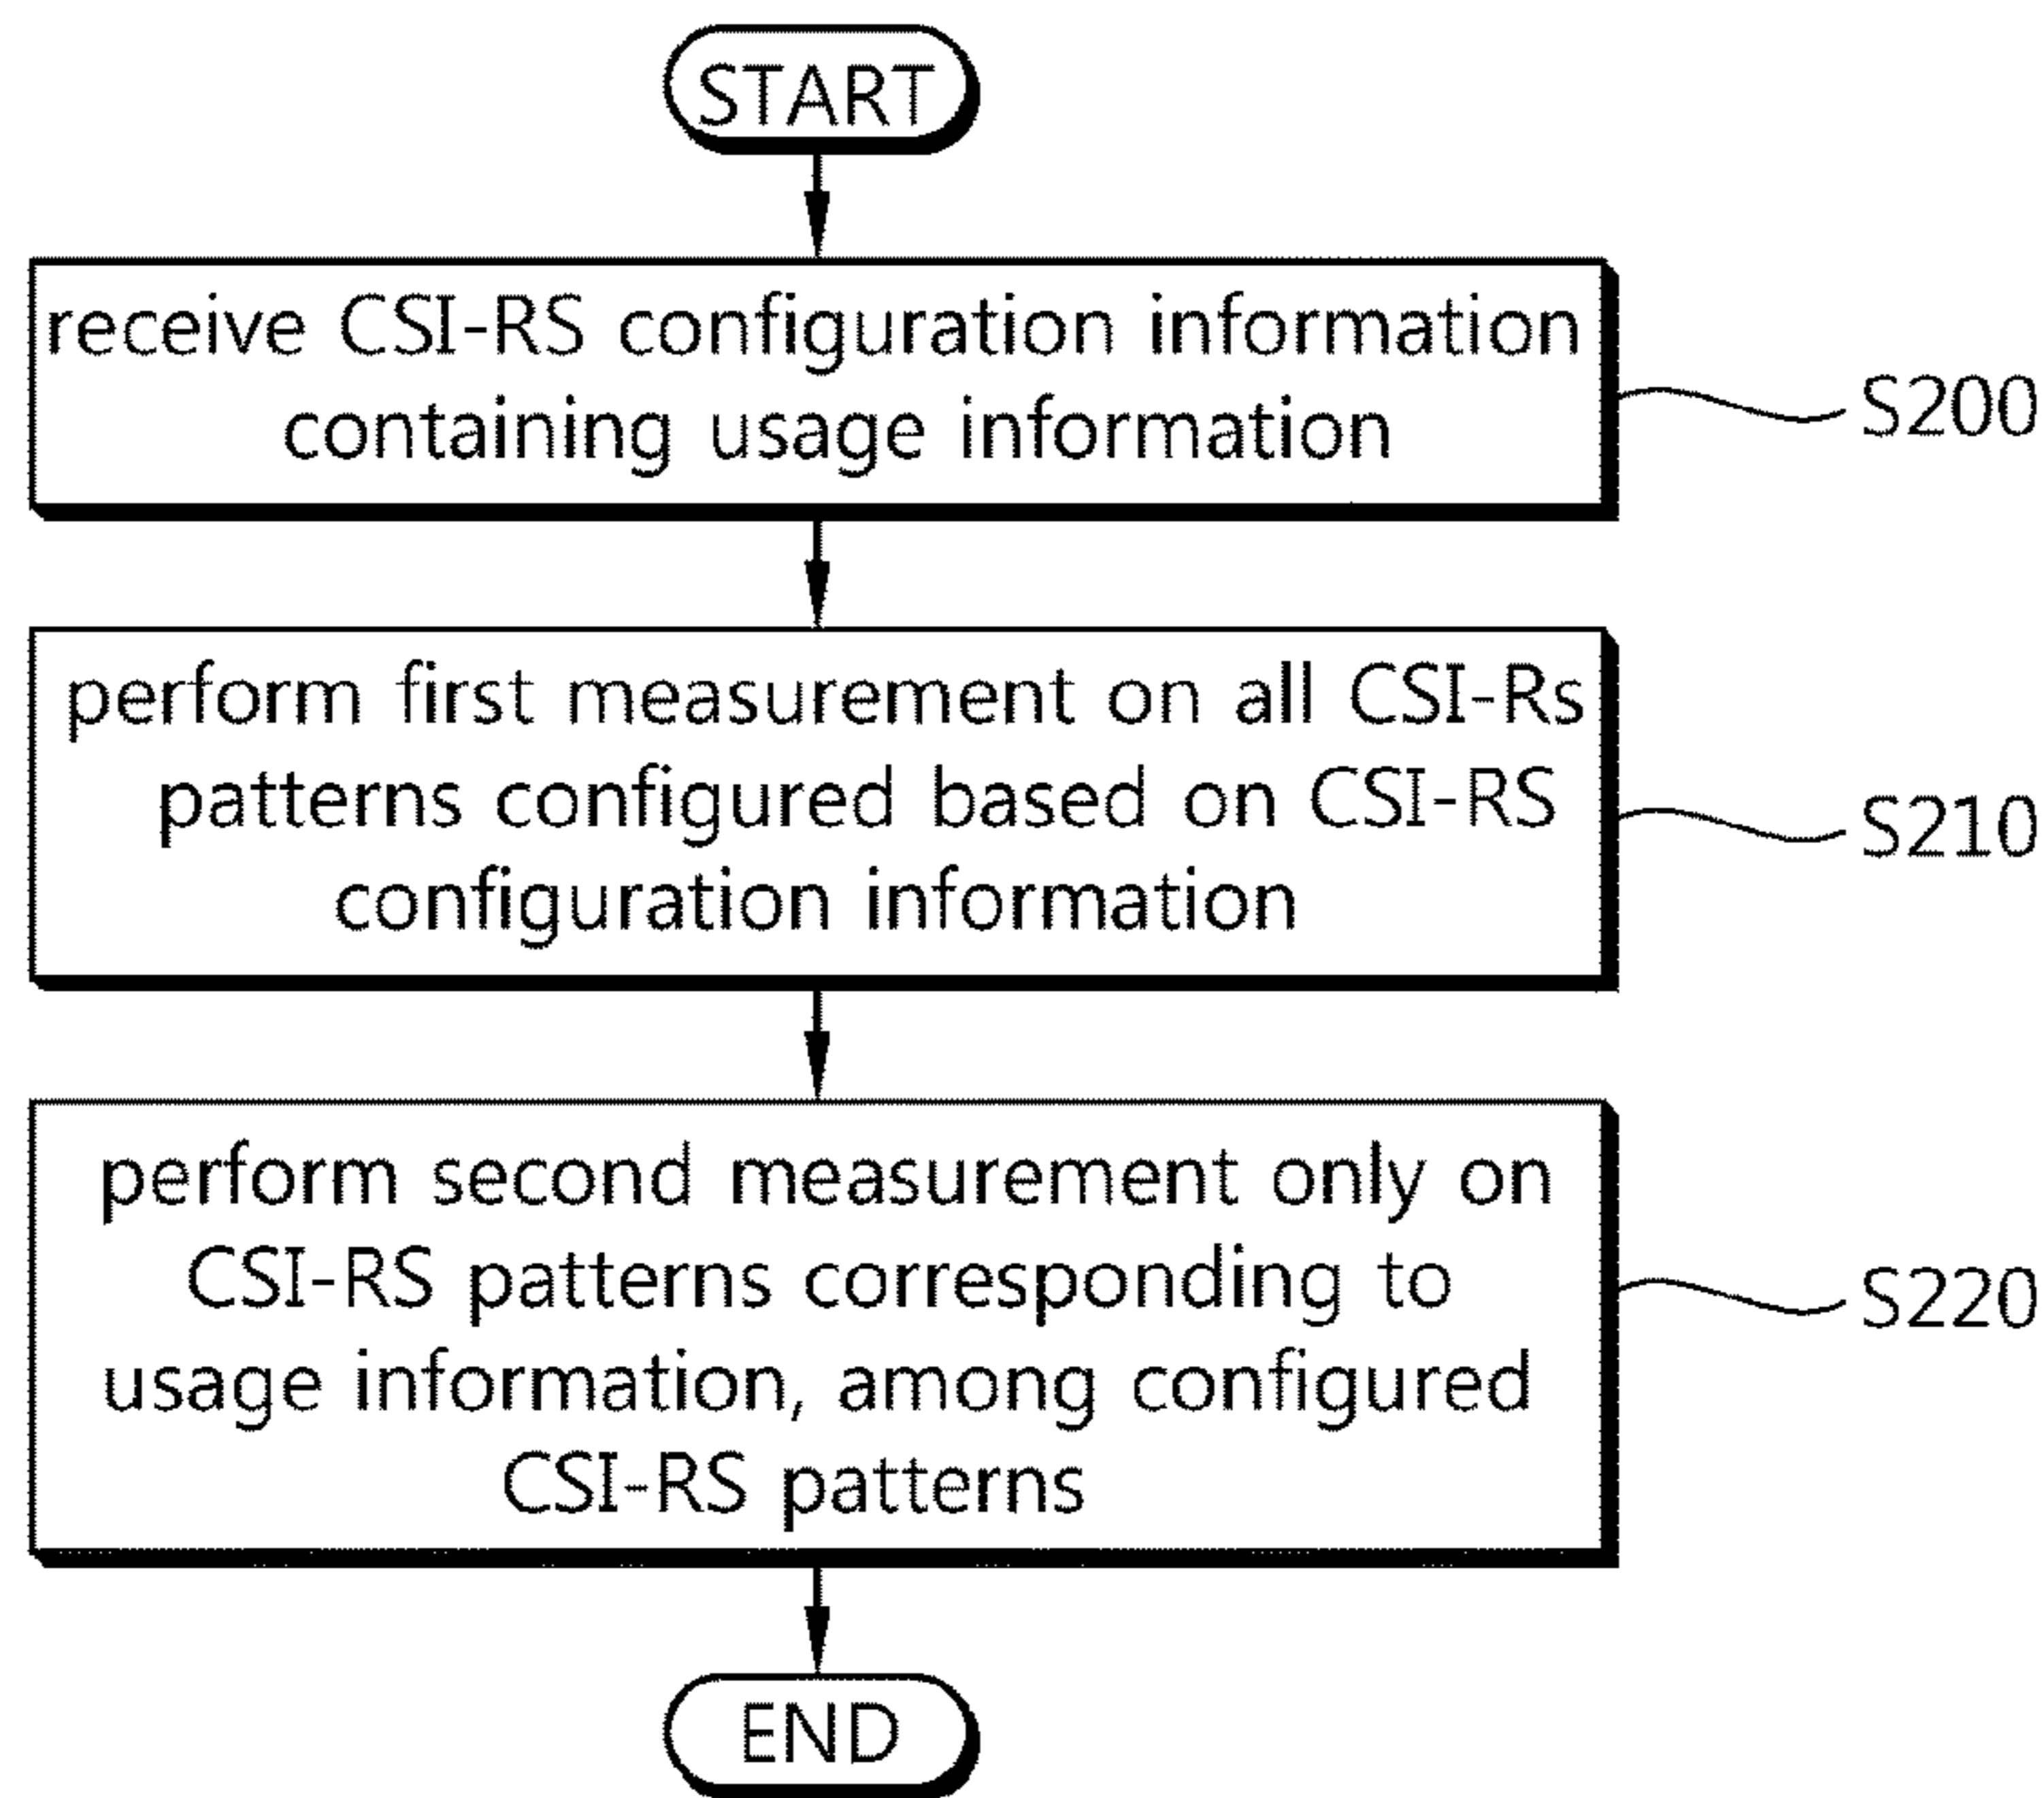 START
receive CSI-RS configuration information
containing usage information
S200
perform first measurement on all CSI-Rs
patterns configured based on CSI-RS
configuration information
S210
perform second measurement only on
CSI-RS patterns corresponding to
usage information, among configured
CSI-RS patterns
S220
END